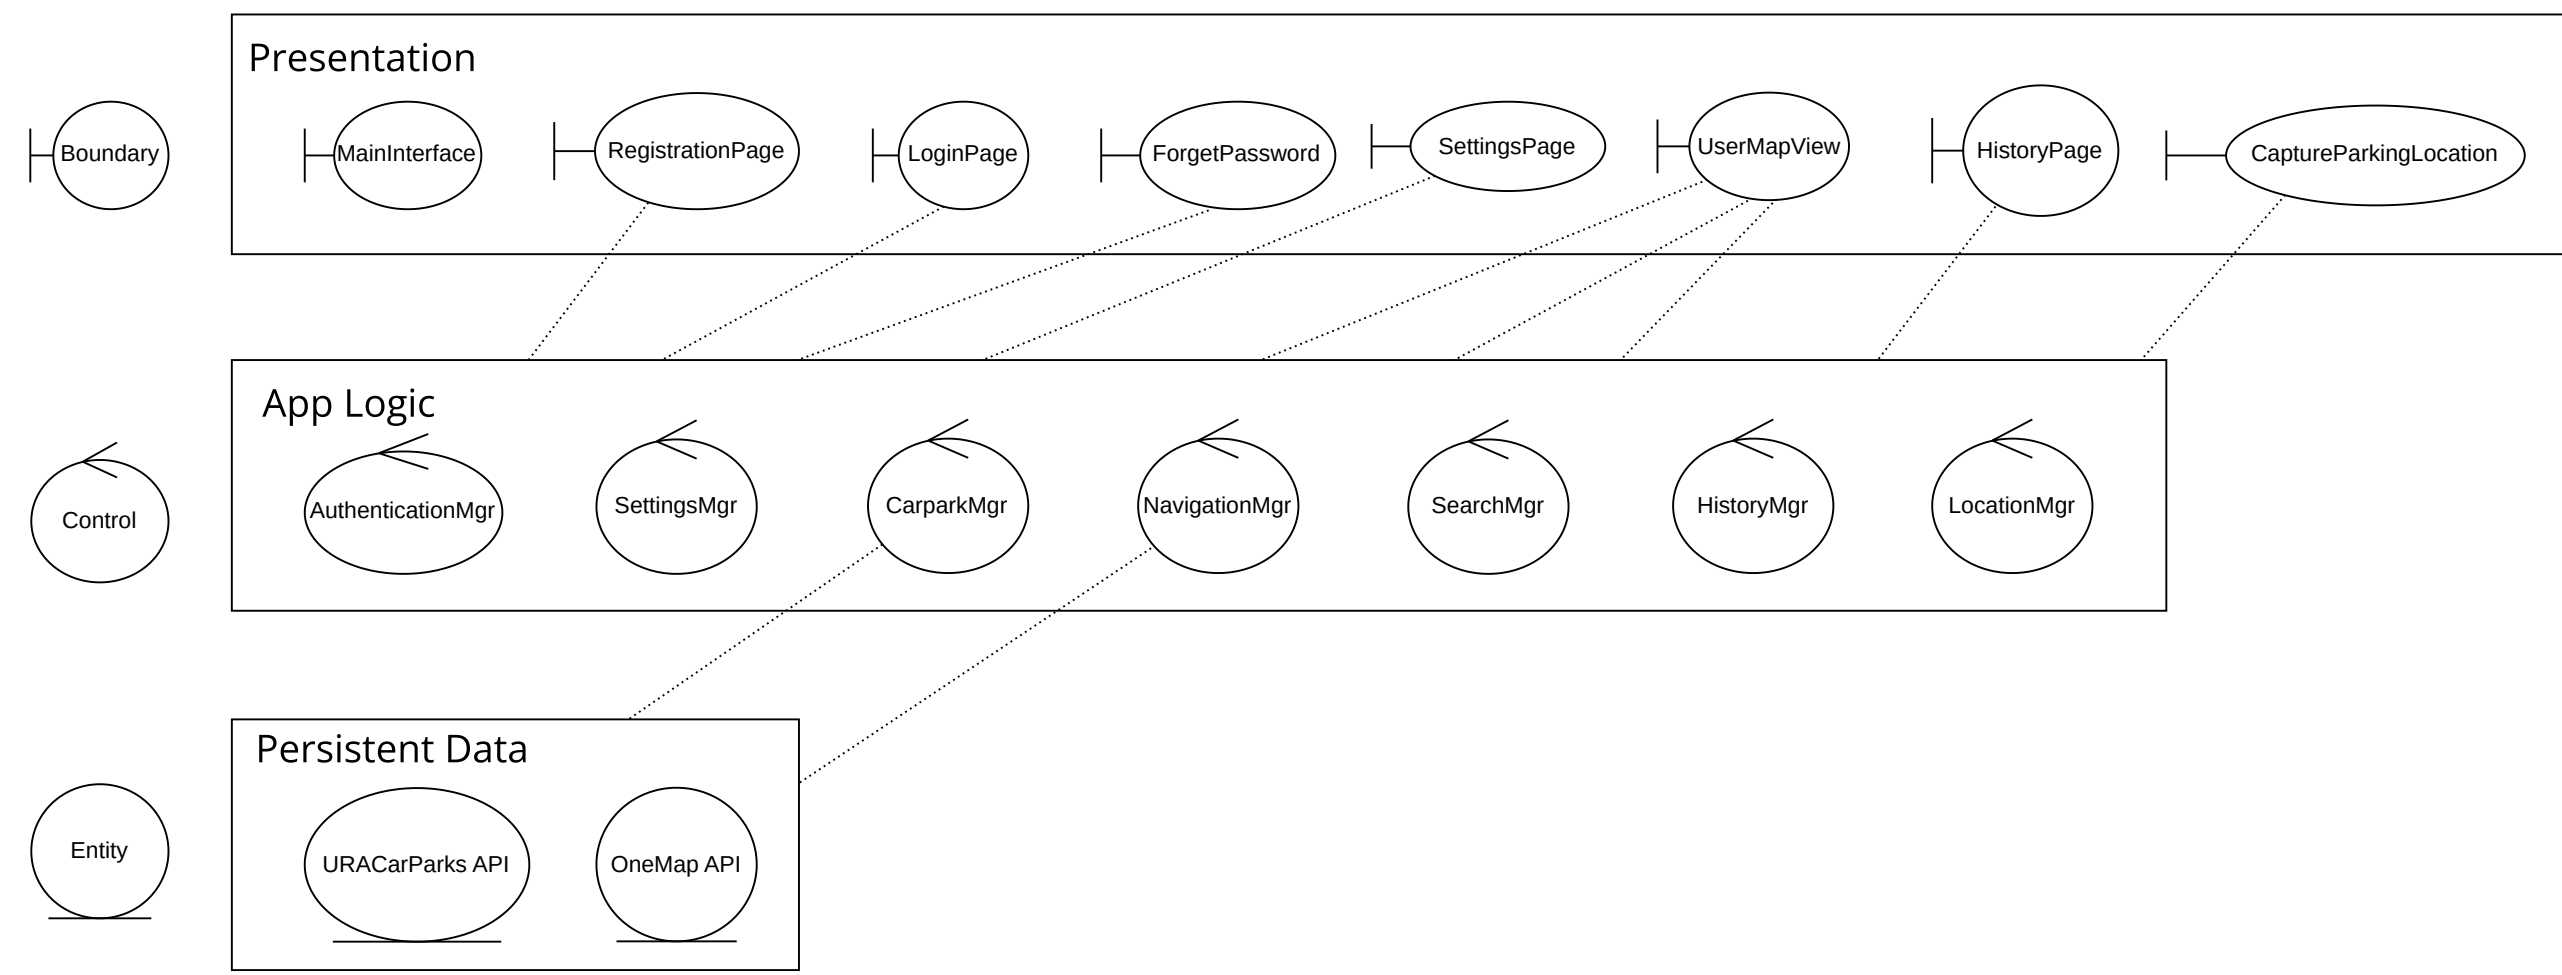 Presentation
Boundary
MainInterface
RegistrationPage
LoginPage
ForgetPassword
SettingsPage
UserMapView
HistoryPage
CaptureParkingLocation
App Logic
Control
AuthenticationMgr
SettingsMgr
CarparkMgr
NavigationMgr
SearchMgr
HistoryMgr
LocationMgr
Persistent Data
Entity
URACarParks API
OneMap API